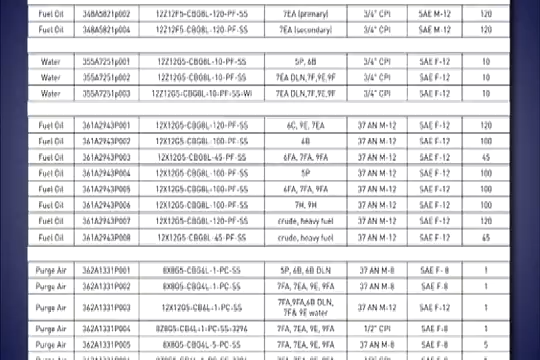 Fuel Oil 348A5821p002 12Z12F5-CBG8L-120-PF-SS 7EA (primary) 3/4" CPI SAE M-12 120
Fuel Oil 348A5821p004 12Z12F5-CBG8L-120-PF-SS 7EA (secondary) 3/4" CPI SAE M-12 120
Water 355A7251p001 12Z12G5-CBG8L-10-PF-SS 5P, 6B 3/4" CPI SAE F-12 10
Water 355A7251p002 12Z12G5-CBG8L-10-PF-SS 7EA DLN,7F,9E,9F 3/4" CPI SAE F-12 10
Water 355A7251p003 12Z12G5-CBG8L-10-PF-SS-WI 7EA DLN,7F,9E,9F 3/4" CPI SAE F-12 10
Fuel Oil 361A2943P001 12X12G5-CBG8L-120-PF-SS 6C, 9E, 7EA 37 AN M-12 SAE F-12 120
Fuel Oil 361A2943P002 12X12G5-CBG8L-100-PF-SS 6B 37 AN M-12 SAE F-12 100
Fuel Oil 361A2943P003 12X12G5-CBG8L-45-PF-SS 6FA, 7FA, 9FA 37 AN M-12 SAE F-12 45
Fuel Oil 361A2943P004 12X12G5-CBG8L-100-PF-SS 5P 37 AN M-12 SAE F-12 100
Fuel Oil 361A2943P005 12X12G5-CBG8L-100-PF-SS 6FA, 7FA, 9FA 37 AN M-12 SAE F-12 100
Fuel Oil 361A2943P006 12X12G5-CBG8L-100-PF-SS 7H, 9H 37 AN M-12 SAE F-12 100
Fuel Oil 361A2943P007 12X12G5-CBG8L-120-PF-SS crude, heavy fuel 37 AN M-12 SAE F-12 120
Fuel Oil 361A2943P008 12X12G5-CBG8L-45-PF-SS crude, heavy fuel 37 AN M-12 SAE F-12 45
Purge Air 362A1331P001 8X8G5-CBG4L-1-PC-SS 5P, 6B, 6B DLN 37 AN M-8 SAE F-8 1
Purge Air 362A1331P002 8X8G5-CBG4L-1-PC-SS 7FA, 7EA, 9E, 9FA 37 AN M-8 SAE F-8 1
Purge Air 362A1331P003 12X12G5-CB6L-1-PC-SS 7FA,9FA,6B DLN, 7FA 9E water 37 AN M-12 SAE F-12 1
Purge Air 362A1331P004 8Z8G5-CB4L-1-PC-SS-3296 7FA, 7EA, 9E, 9FA 1/2" CPI SAE F-8 1
Purge Air 362A1331P005 8X8G5-CBG4L-5-PC-SS 7FA, 7EA, 9E, 9FA 37 AN M-8 SAE F-8 5